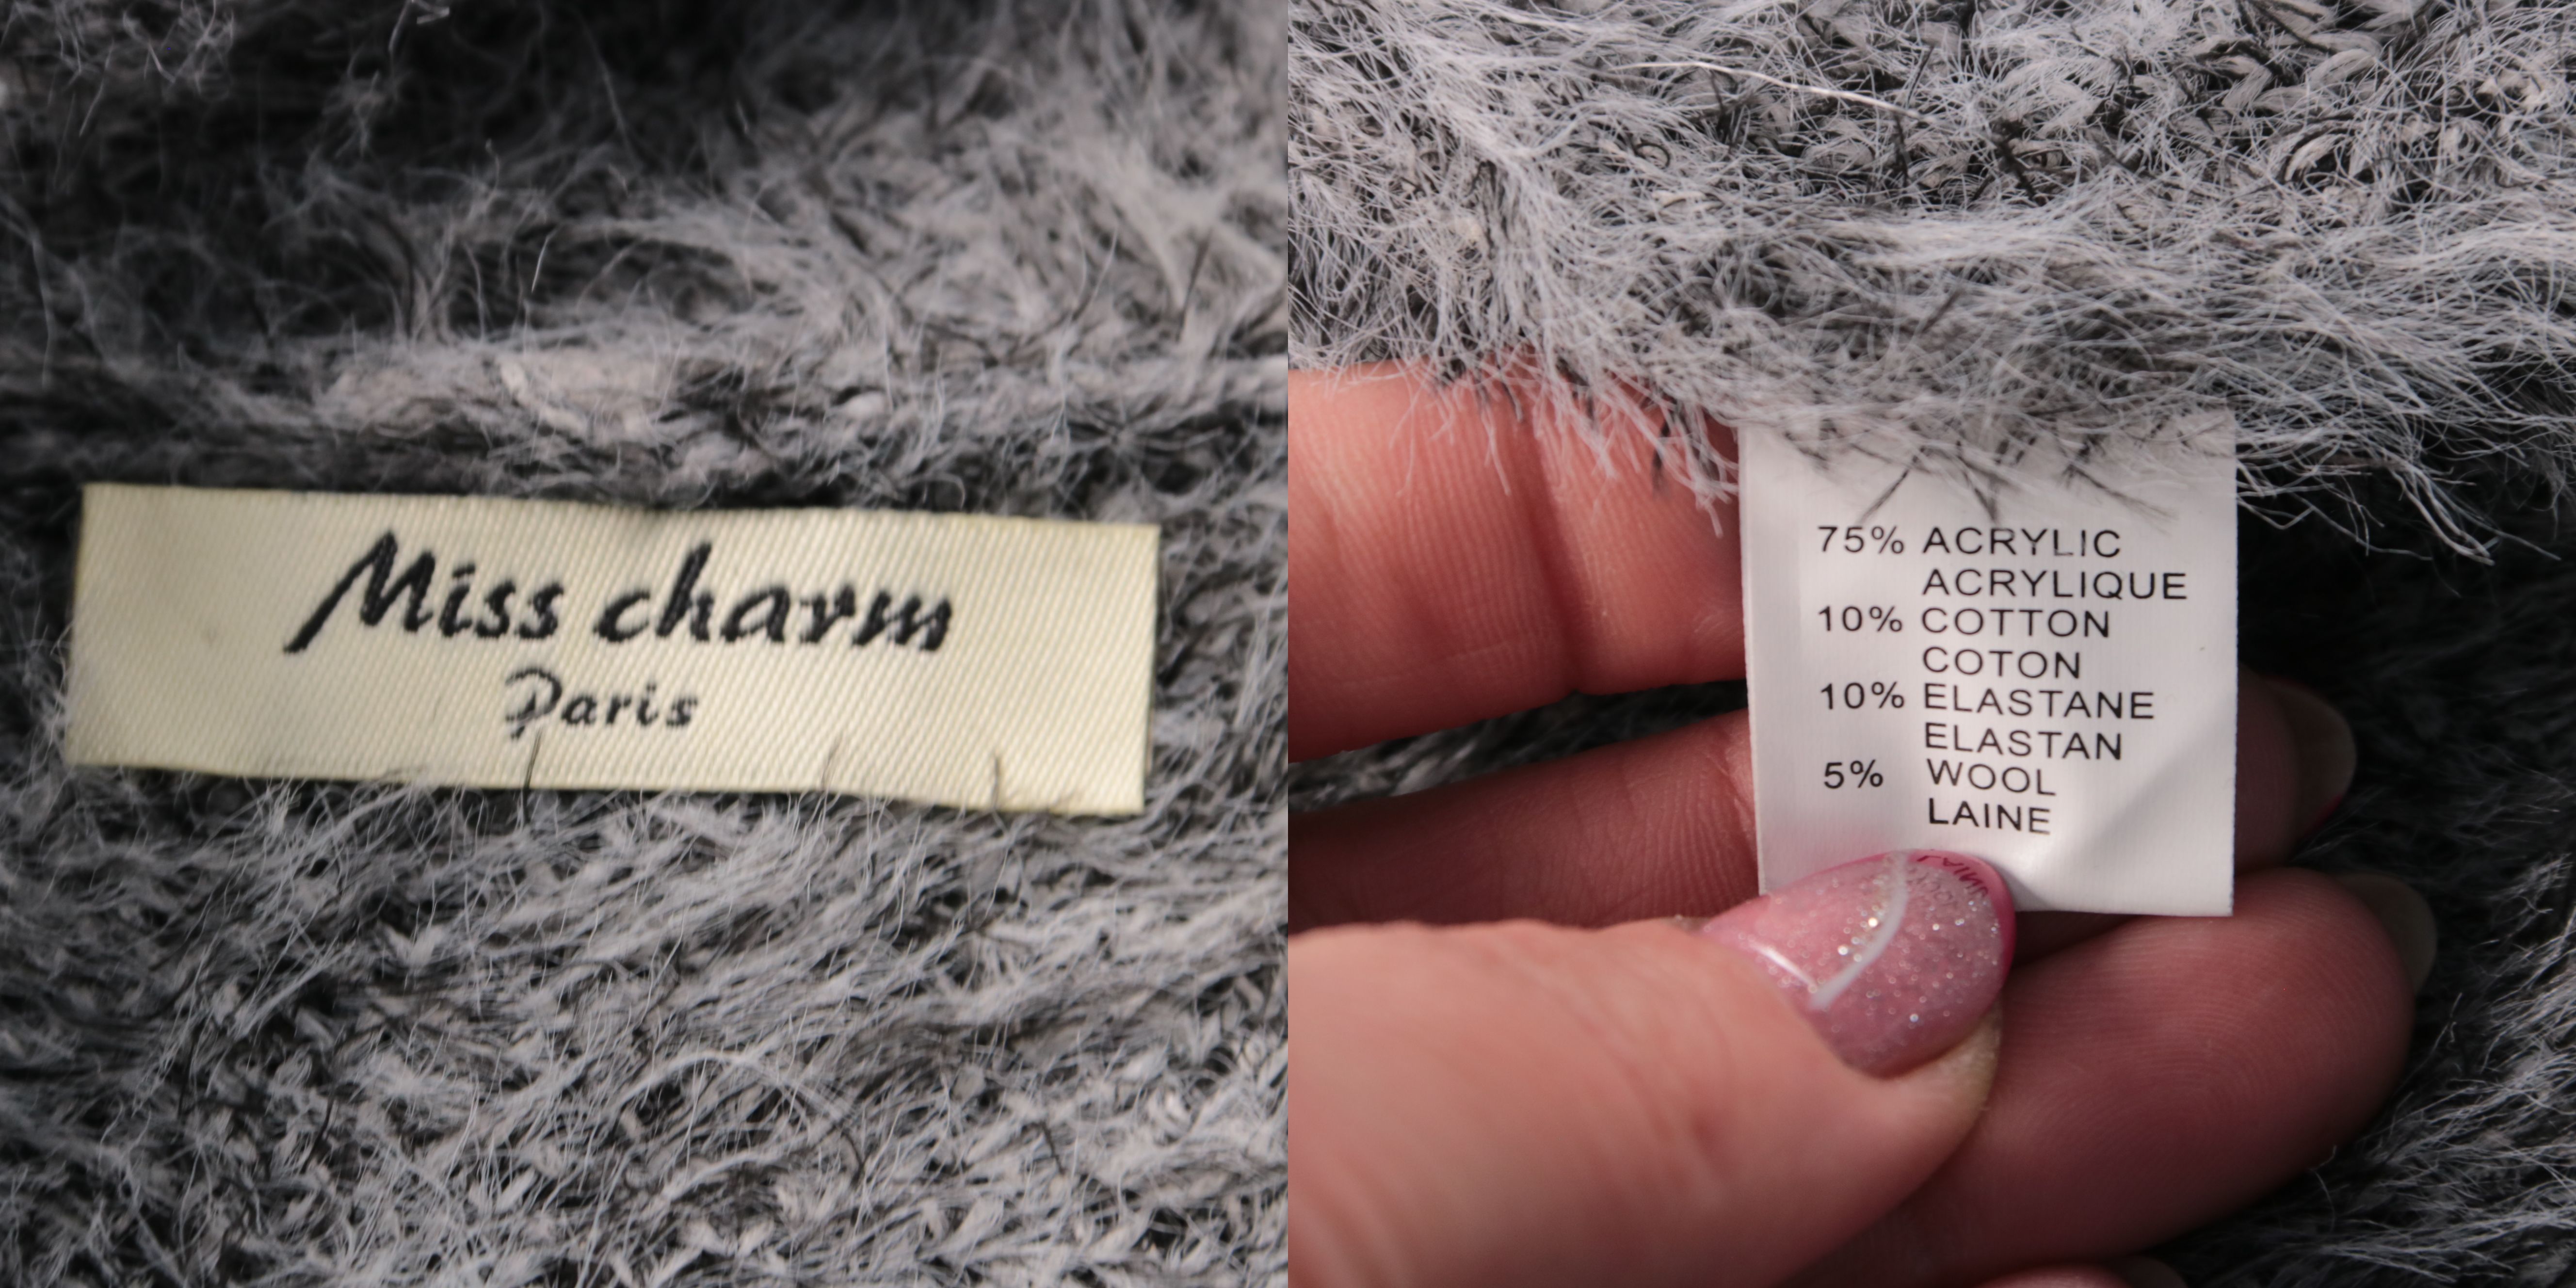 Miss charm
Paris
75% ACRYLIC
ACRYLIQUE
10% COTTON
COTON
10% ELASTANE
ELASTAN
5% WOOL
LAINE